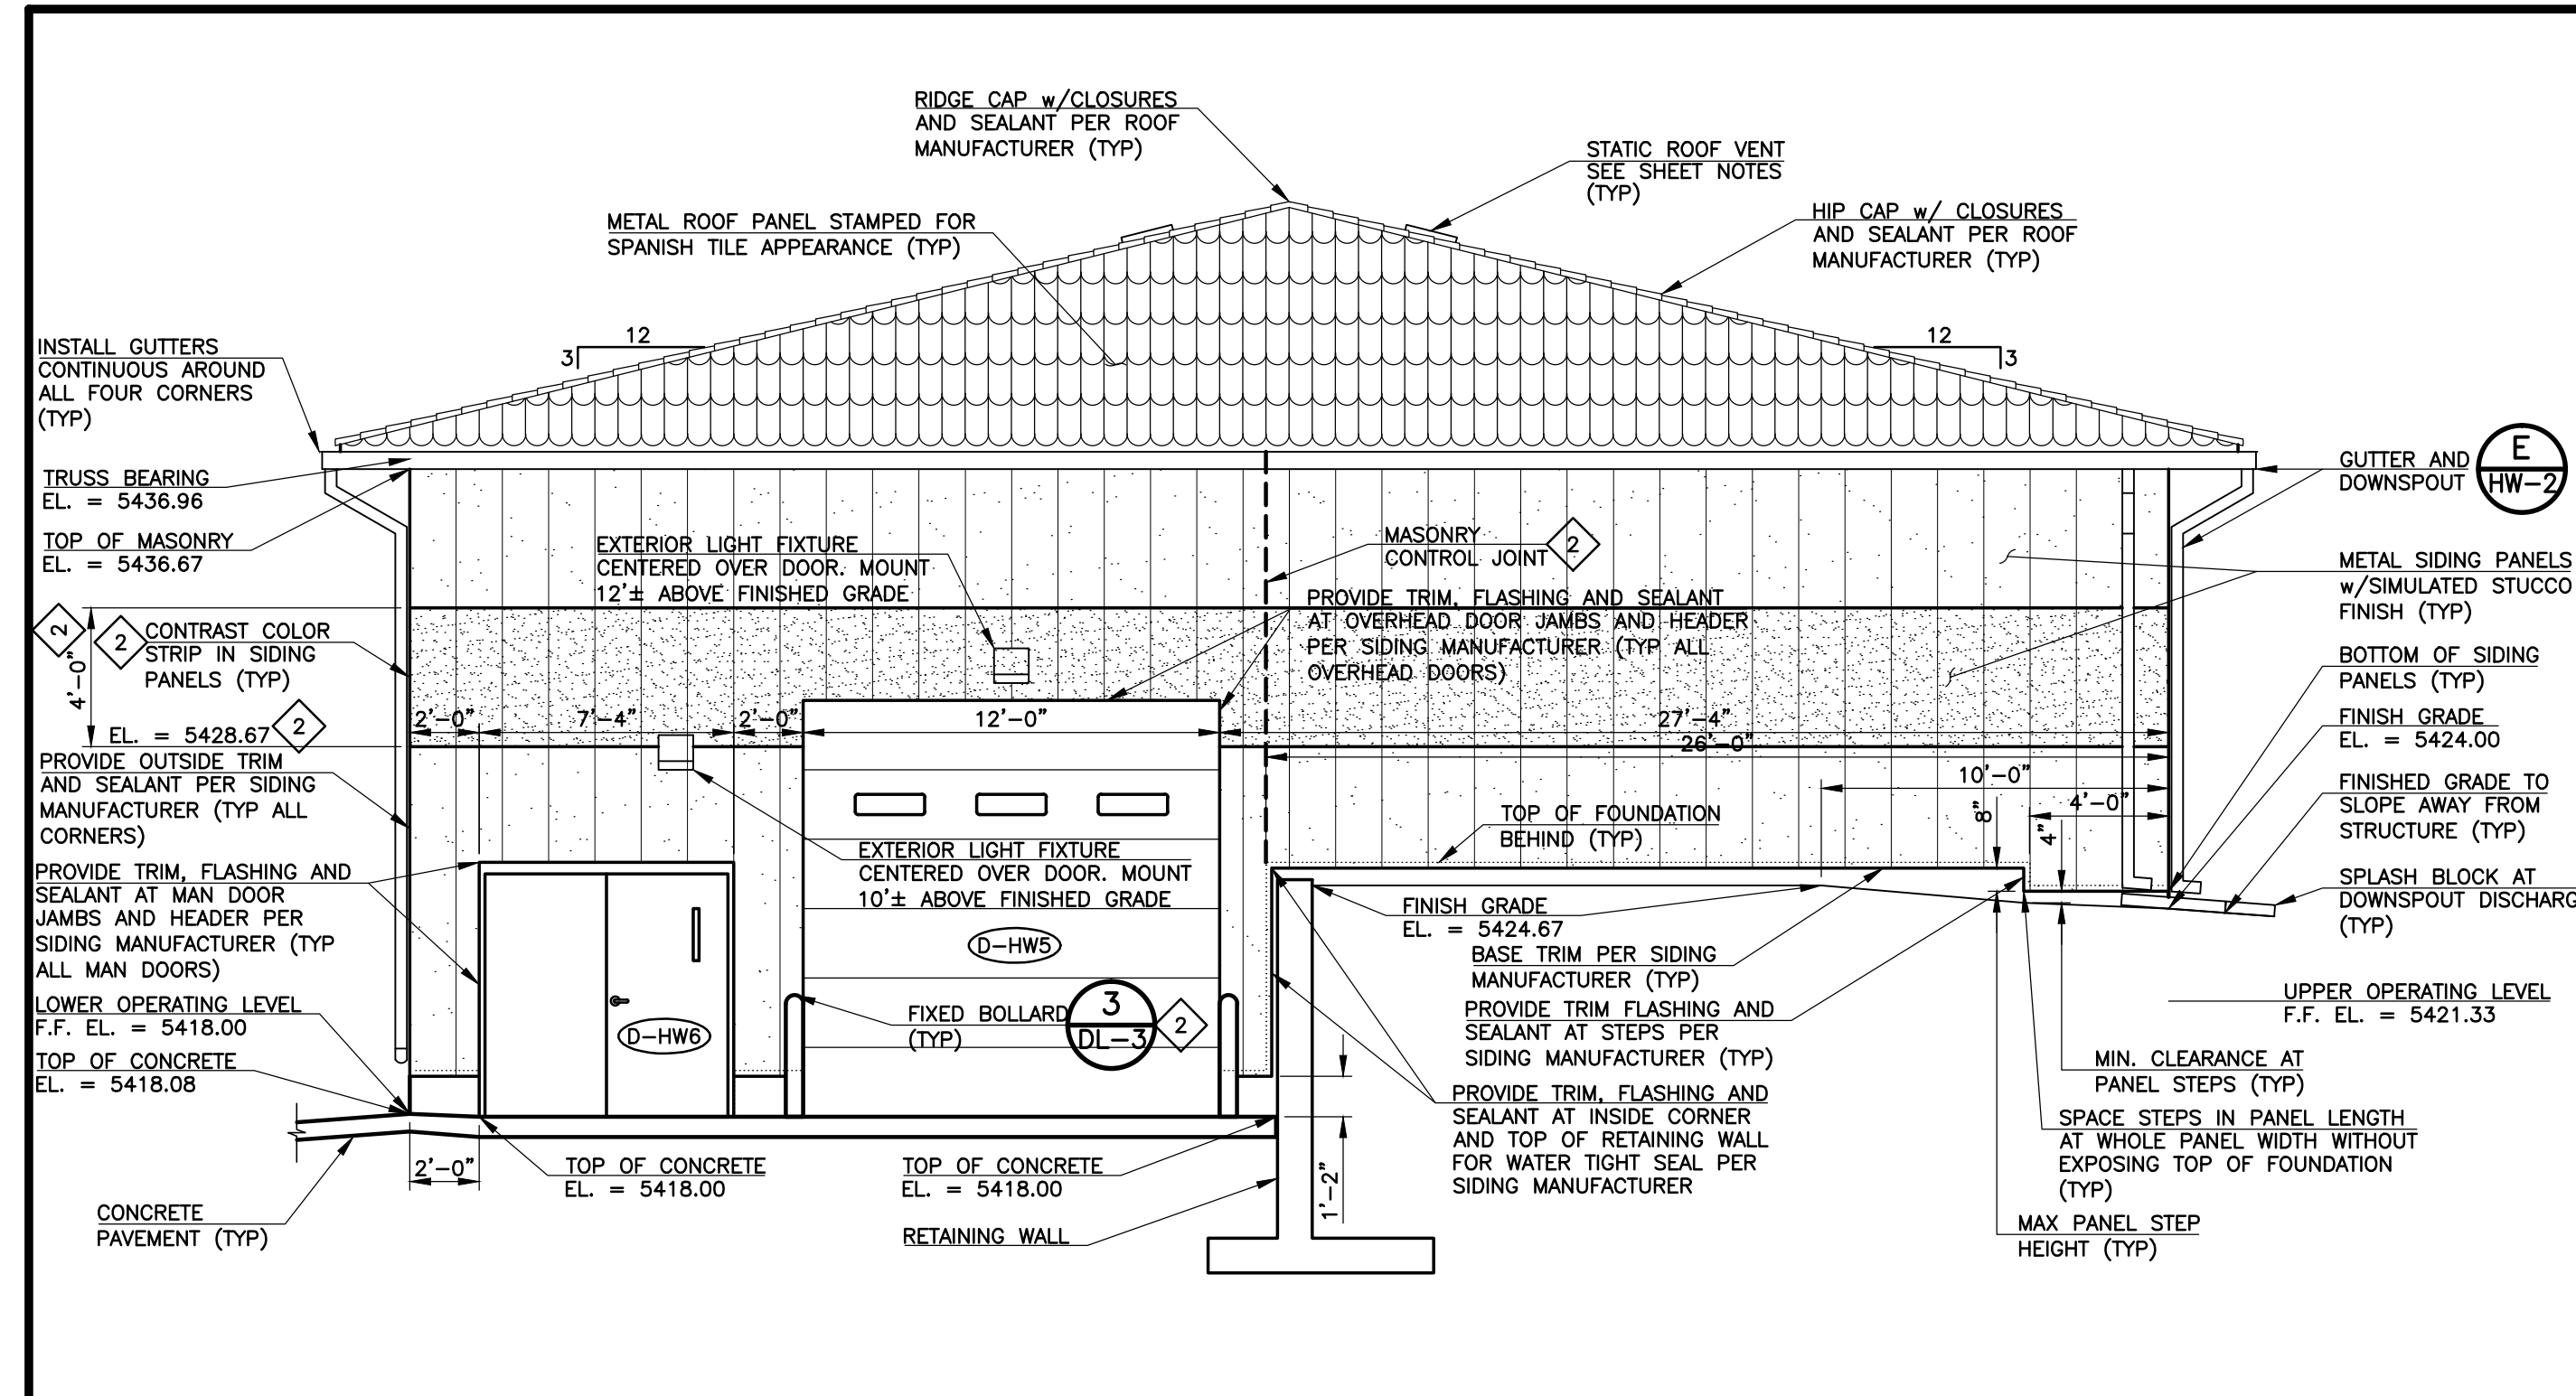 RIDGE CAP w/CLOSURES
AND SEALANT PER ROOF
MANUFACTURER (TYP)
STATIC ROOF VENT
SEE SHEET NOTES
(TYP)
METAL ROOF PANEL STAMPED FOR
SPANISH TILE APPEARANCE (TYP)
HIP CAP w/ CLOSURES
AND SEALANT PER ROOF
MANUFACTURER (TYP)
12
3
12
3
INSTALL GUTTERS
CONTINUOUS AROUND
ALL FOUR CORNERS
(TYP)
TRUSS BEARING
EL. = 5436.96
TOP OF MASONRY
EL. = 5436.67
2
4'-0"
2
CONTRAST COLOR
STRIP IN SIDING
PANELS (TYP)
EL. = 5428.67
2
PROVIDE OUTSIDE TRIM
AND SEALANT PER SIDING
MANUFACTURER (TYP ALL
CORNERS)
PROVIDE TRIM, FLASHING AND
SEALANT AT MAN DOOR
JAMBS AND HEADER PER
SIDING MANUFACTURER (TYP
ALL MAN DOORS)
LOWER OPERATING LEVEL
F.F. EL. = 5418.00
TOP OF CONCRETE
EL. = 5418.08
CONCRETE
PAVEMENT (TYP)
2'-0"
EXTERIOR LIGHT FIXTURE
CENTERED OVER DOOR. MOUNT
12'± ABOVE FINISHED GRADE
MASONRY
CONTROL JOINT
2
PROVIDE TRIM, FLASHING AND SEALANT
AT OVERHEAD DOOR JAMBS AND HEADER
PER SIDING MANUFACTURER (TYP ALL
OVERHEAD DOORS)
2'-0"
7'-4"
2'-0"
12'-0"
27'-4"
26'-0"
10'-0"
4'-0"
8"
4"
TOP OF FOUNDATION
BEHIND (TYP)
EXTERIOR LIGHT FIXTURE
CENTERED OVER DOOR. MOUNT
10'± ABOVE FINISHED GRADE
D-HW5
D-HW6
FIXED BOLLARD
(TYP)
3
DL-3
2
FINISH GRADE
EL. = 5424.67
BASE TRIM PER SIDING
MANUFACTURER (TYP)
PROVIDE TRIM FLASHING AND
SEALANT AT STEPS PER
SIDING MANUFACTURER (TYP)
PROVIDE TRIM, FLASHING AND
SEALANT AT INSIDE CORNER
AND TOP OF RETAINING WALL
FOR WATER TIGHT SEAL PER
SIDING MANUFACTURER
TOP OF CONCRETE
EL. = 5418.00
TOP OF CONCRETE
EL. = 5418.00
RETAINING WALL
1'-2"
E
HW-2
GUTTER AND
DOWNSPOUT
METAL SIDING PANELS
w/SIMULATED STUCCO
FINISH (TYP)
BOTTOM OF SIDING
PANELS (TYP)
FINISH GRADE
EL. = 5424.00
FINISHED GRADE TO
SLOPE AWAY FROM
STRUCTURE (TYP)
SPLASH BLOCK AT
DOWNSPOUT DISCHARG
(TYP)
UPPER OPERATING LEVEL
F.F. EL. = 5421.33
MIN. CLEARANCE AT
PANEL STEPS (TYP)
SPACE STEPS IN PANEL LENGTH
AT WHOLE PANEL WIDTH WITHOUT
EXPOSING TOP OF FOUNDATION
(TYP)
MAX PANEL STEP
HEIGHT (TYP)